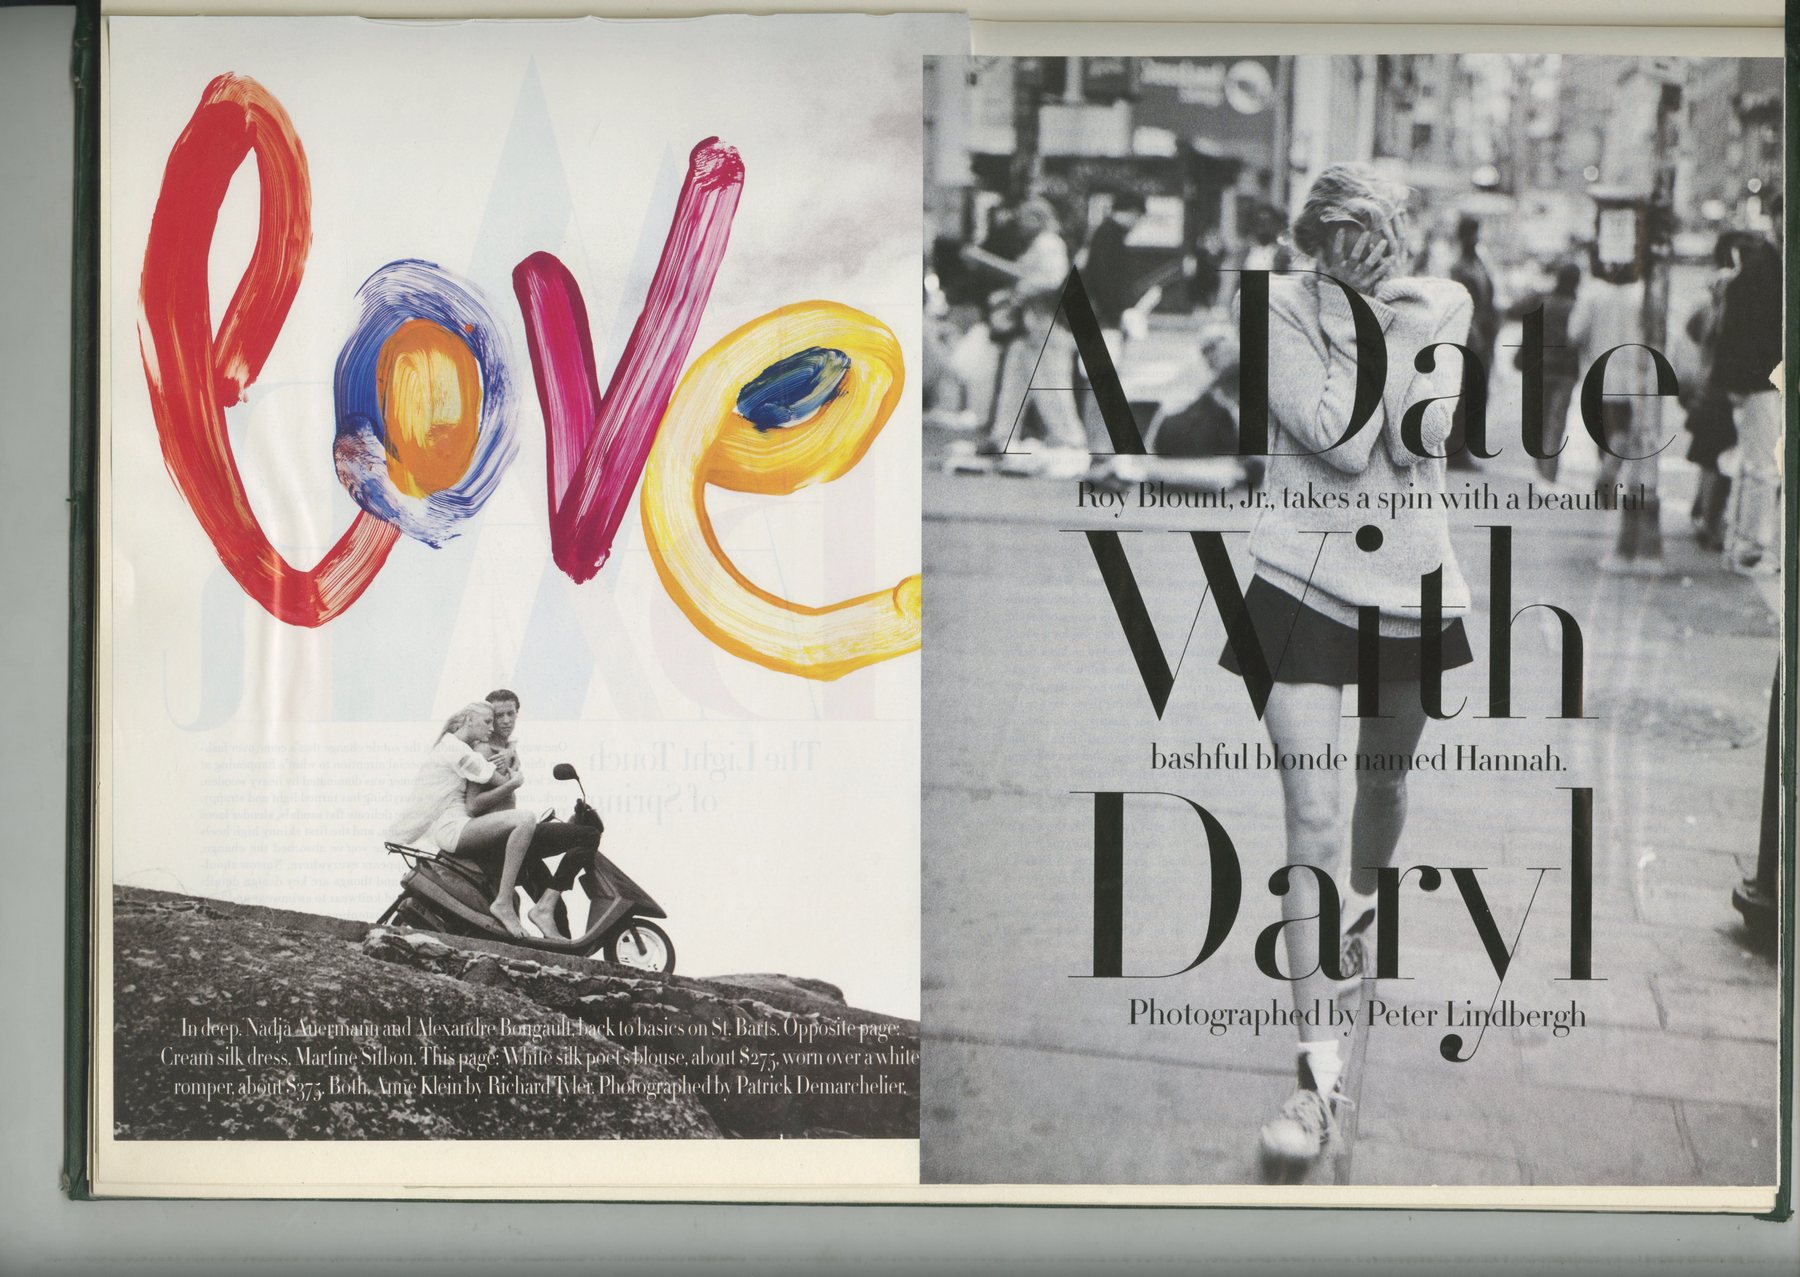 love
In deep. Nadja Auermann and Alexandre Bongault, back to basics on St. Barts. Opposite page:
Cream silk dress, Martine Sitbon. This page: White silk poet's blouse, about $275, worn over a white
romper, about $375. Both, Anne Klein by Richard Tyler. Photographed by Patrick Demarchelier.
A Date
Roy Blount, Jr., takes a spin with a beautiful
With
bashful blonde named Hannah.
Daryl
Photographed by Peter Lindbergh
The Light Touch
of Spring